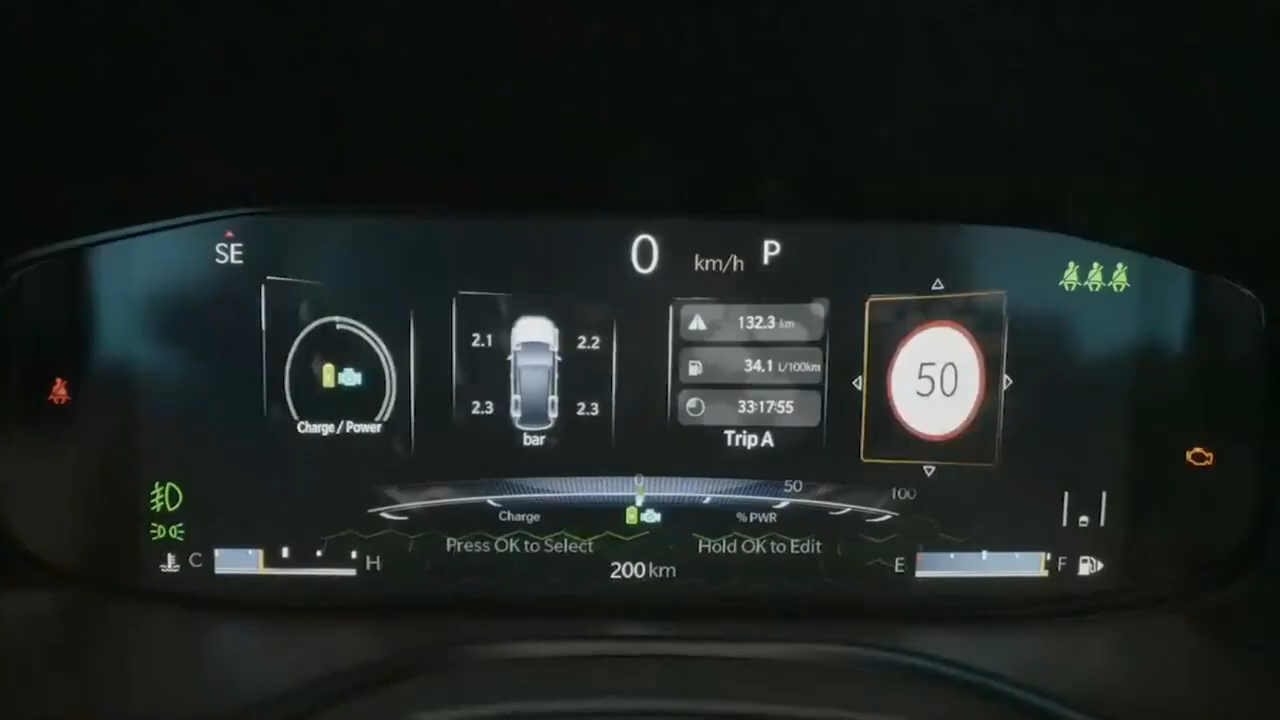 SE
0 km/h P
2.1 2.2
2.3 2.3
bar
Charge / Power
132.3 km
34.1 L/100km
33:17:55
Trip A
50
0 50 100
Charge % PWR
Press OK to Select Hold OK to Edit
C H 200 km E F